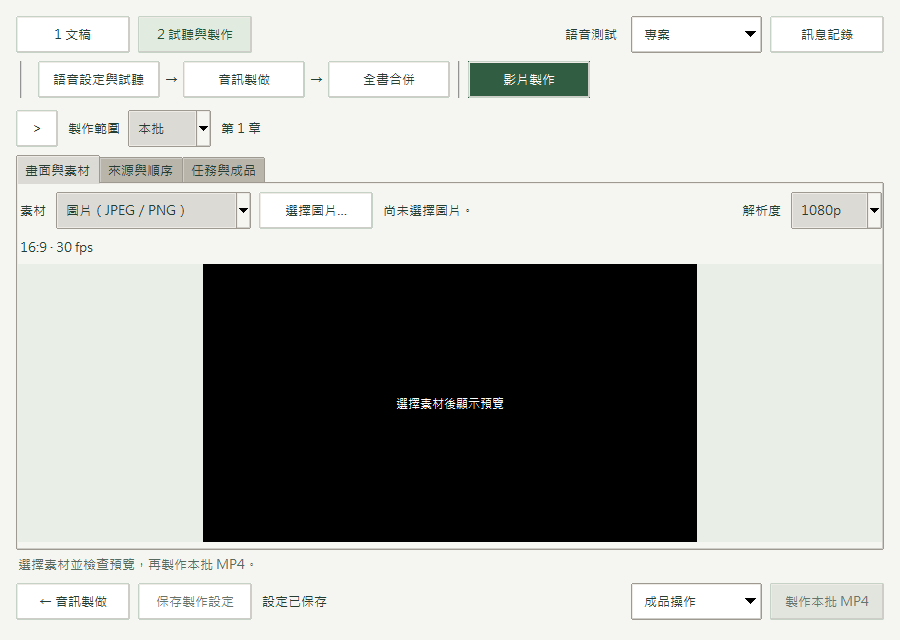 1 文稿 2 試聽與製作 語音測試 專案 訊息記錄
語音設定與試聽 → 音訊製做 → 全書合併 影片製作
> 製作範圍 本批 第 1 章
畫面與素材 來源與順序 任務與成品
素材 圖片 ( JPEG / PNG ) 選擇圖片... 尚未選擇圖片。 解析度 1080p
16:9 · 30 fps
選擇素材後顯示預覽
選擇素材並檢查預覽，再製作本批 MP4。
← 音訊製做 保存製作設定 設定已保存 成品操作 製作本批 MP4